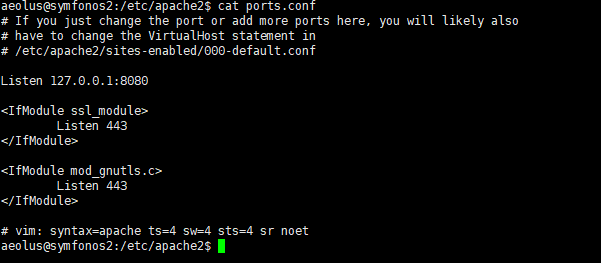 aeolus@symfonos2:/etc/apache2$ cat ports.conf
# If you just change the port or add more ports here, you will likely also
# have to change the VirtualHost statement in
# /etc/apache2/sites-enabled/000-default.conf

Listen 127.0.0.1:8080

<IfModule ssl_module>
        Listen 443
</IfModule>

<IfModule mod_gnutls.c>
        Listen 443
</IfModule>

# vim: syntax=apache ts=4 sw=4 sts=4 sr noet
aeolus@symfonos2:/etc/apache2$